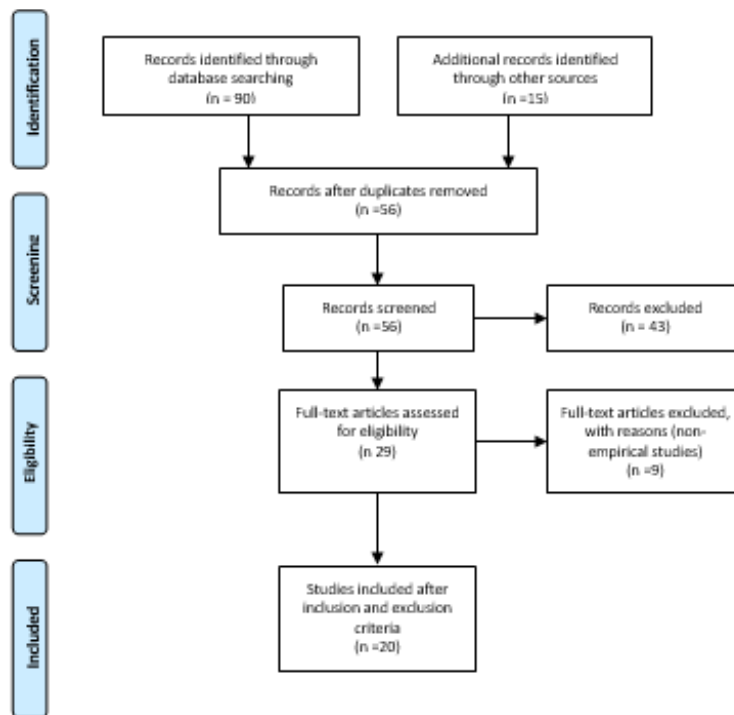 Identification
Records identified through
database searching
(n = 90)
Additional records identified
through other sources
(n =15)
Records after duplicates removed
(n =56)
Screening
Records screened
(n =56)
Records excluded
(n = 43)
Eligibility
Full-text articles assessed
for eligibility
(n 29)
Full-text articles excluded,
with reasons (non-
empirical studies)
(n =9)
Included
Studies included after
inclusion and exclusion
criteria
(n =20)